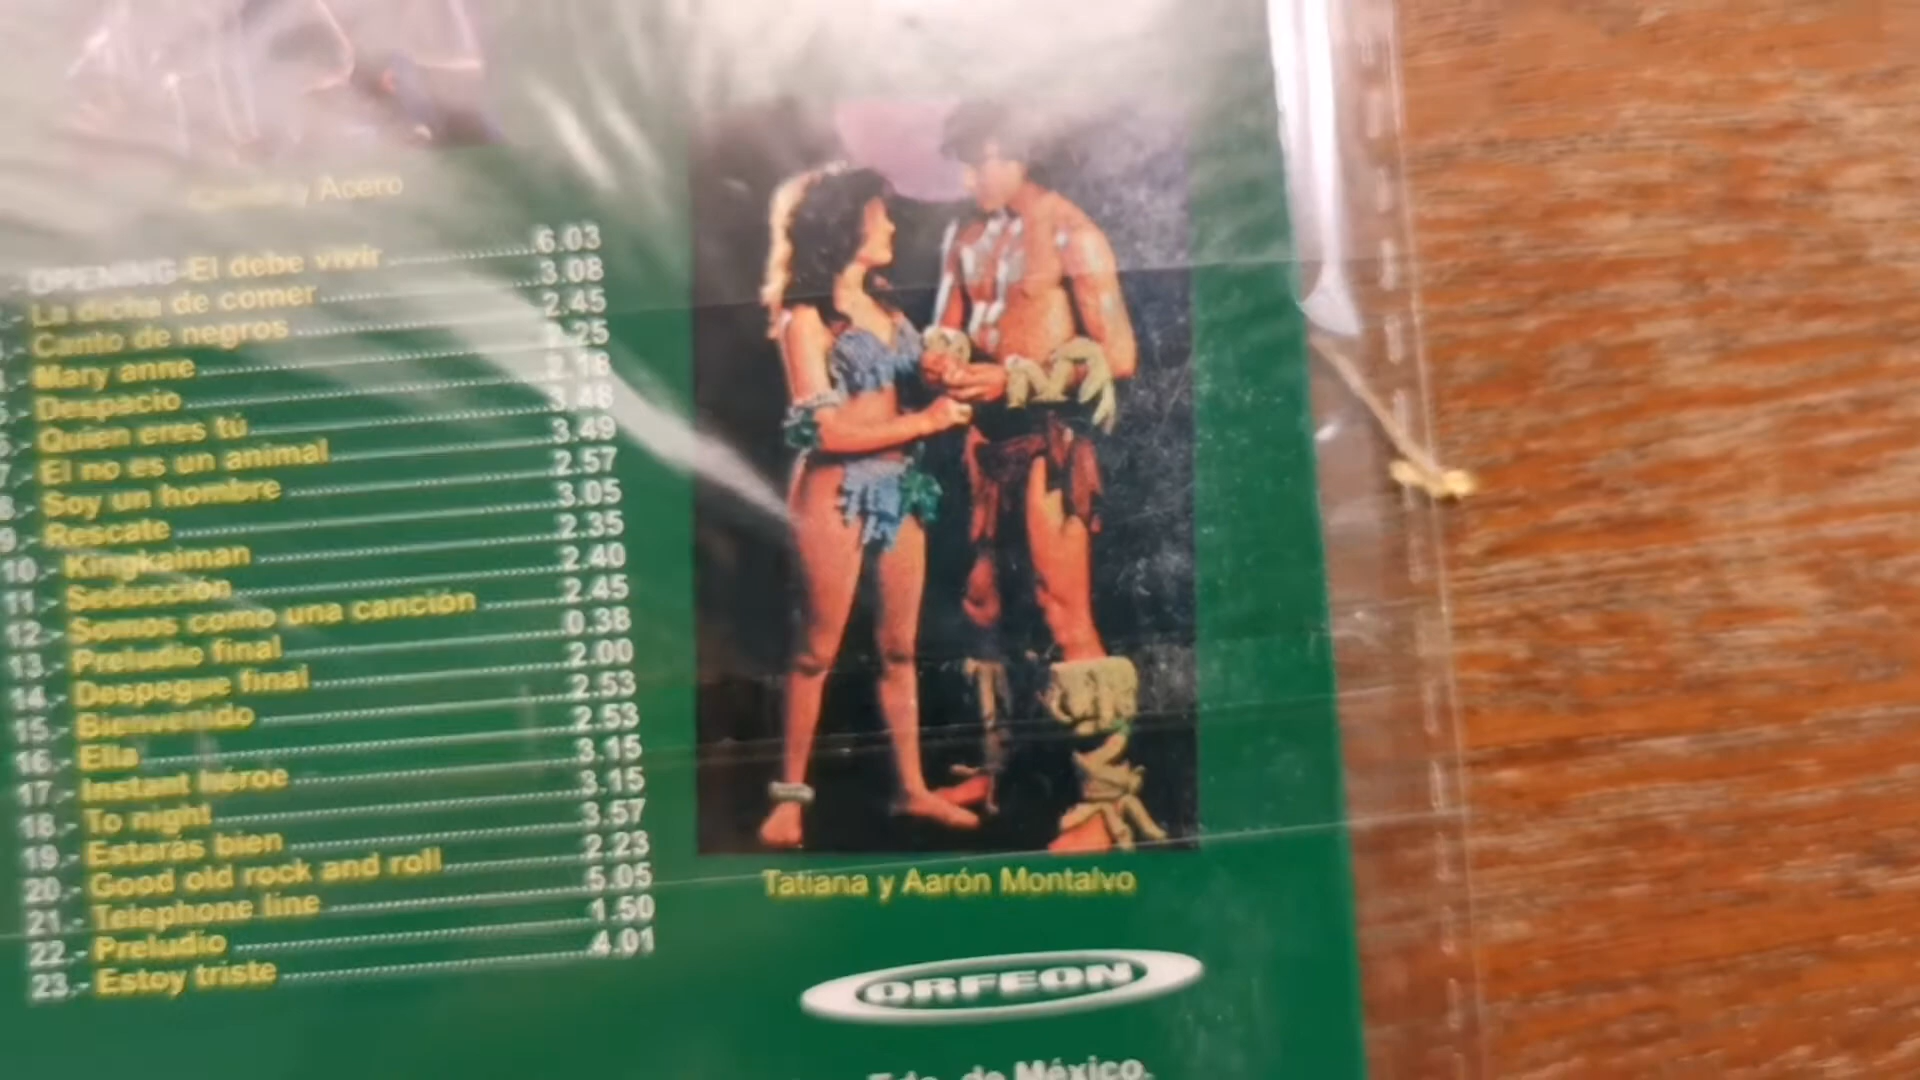 y Acero
OPENING-El debe vivir 6.03
.- La dicha de comer 3.08
.- Canto de negros 2.45
.- Mary anne .25
5.- Despacio 2.18
6.- Quien eres tú 3.48
7.- El no es un animal 3.49
8.- Soy un hombre 2.57
9.- Rescate 3.05
10.- Kingkaiman 2.35
11.- Seducción 2.40
12.- Somos como una canción 2.45
13.- Preludio final 0.38
14.- Despegue final 2.00
15.- Bienvenido 2.53
16.- Ella 2.53
17.- Instant héroe 3.15
18.- To night 3.15
19.- Estarás bien 3.57
20.- Good old rock and roll 2.23
21.- Telephone line 5.05
22.- Preludio 1.50
23.- Estoy triste 4.01
Tatiana y Aarón Montalvo
ORFEON
de México.